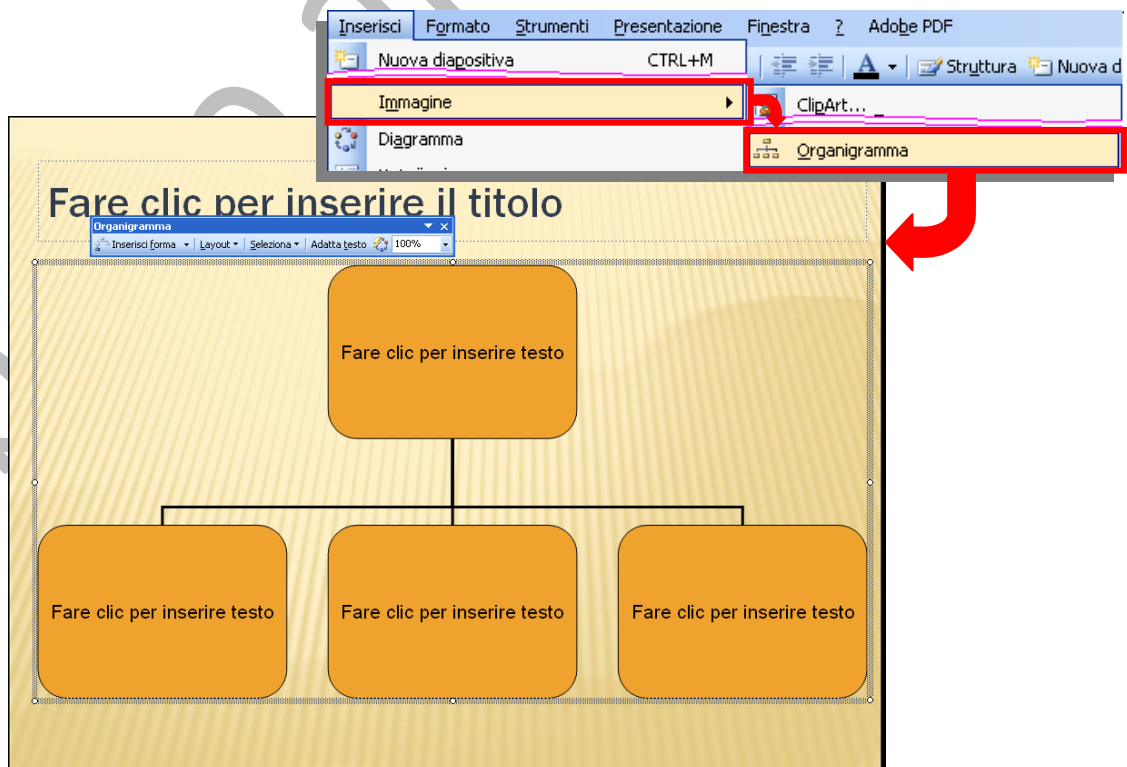 Inserisci Formato Strumenti Presentazione Finestra ? Adobe PDF
Nuova diapositiva CTRL+M
Struttura Nuova d
Immagine
ClipArt...
Diagramma
Organigramma
Fare clic per inserire il titolo
Organigramma
Inserisci forma Layout Seleziona Adatta testo 100%
Fare clic per inserire testo
Fare clic per inserire testo
Fare clic per inserire testo
Fare clic per inserire testo